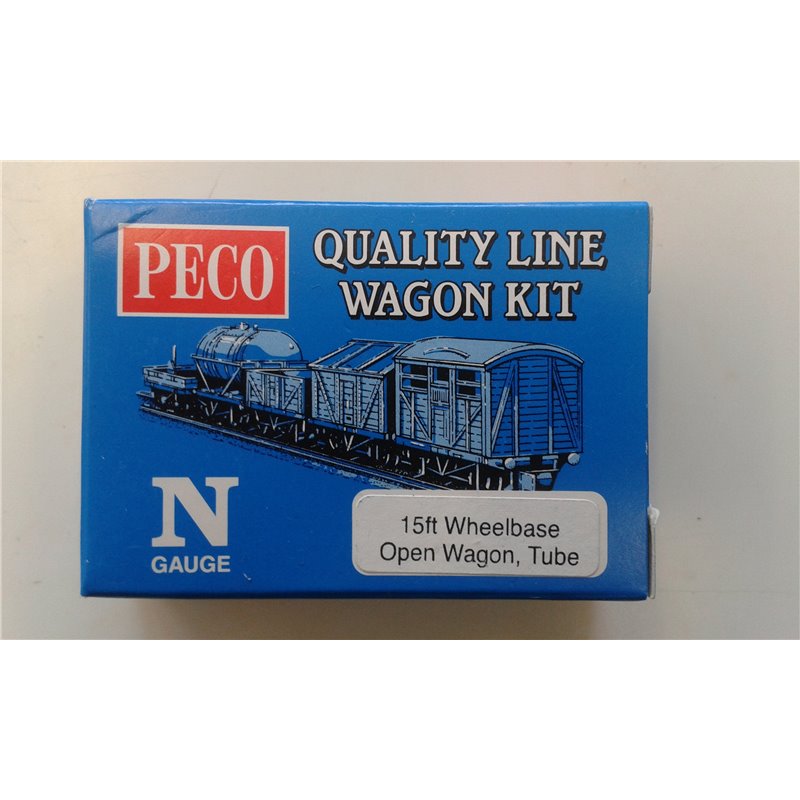 PECO
QUALITY LINE
WAGON KIT
N
GAUGE
15ft Wheelbase
Open Wagon, Tube